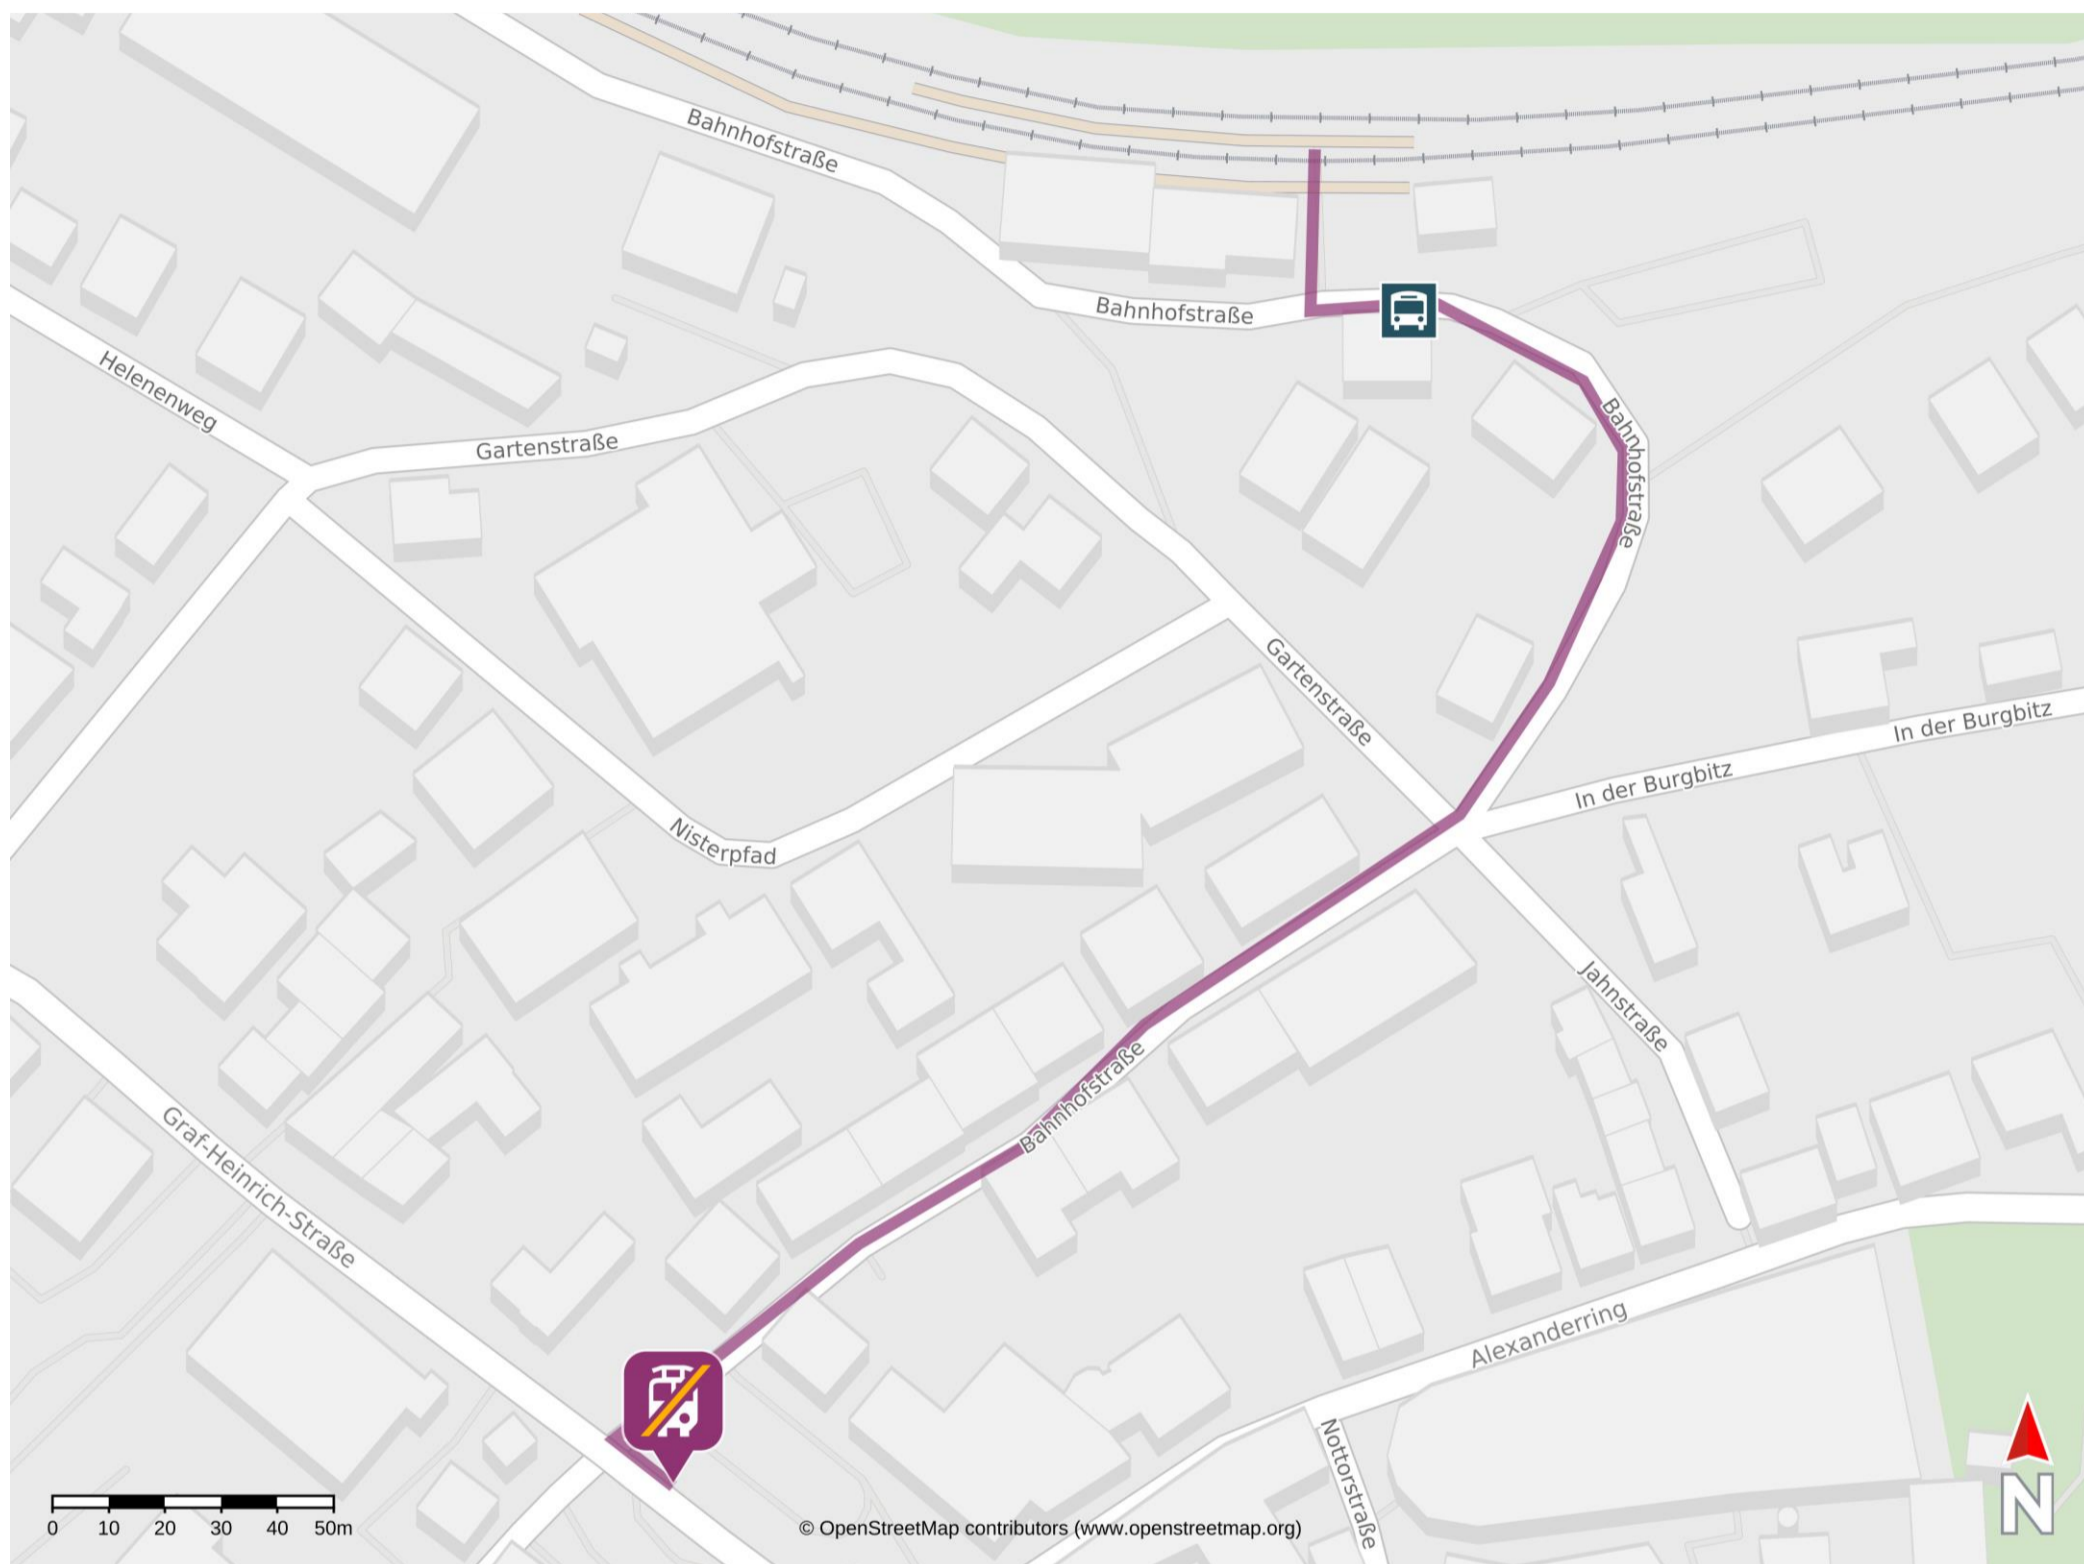 Bahnhofstraße
Bahnhofstraße
Helenenweg
Gartenstraße
Bahnhofstraße
Gartenstraße
In der Burgbitz
In der Burgbitz
Nisterpfad
Jahnstraße
Bahnhofstraße
Graf-Heinrich-Straße
Alexanderring
Nottorstraße
N
0 10 20 30 40 50m
© OpenStreetMap contributors (www.openstreetmap.org)